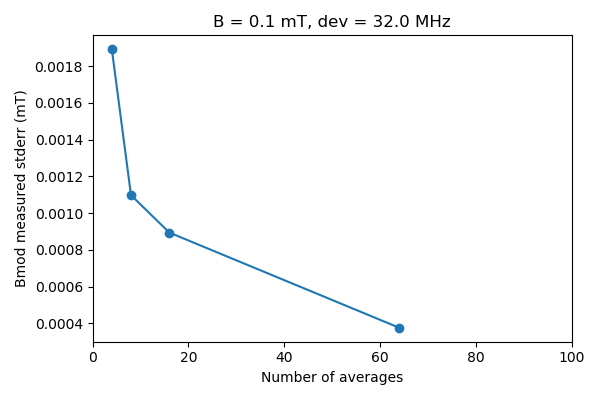 B = 0.1 mT, dev = 32.0 MHz
Bmod measured stderr (mT)
0.0018
0.0016
0.0014
0.0012
0.0010
0.0008
0.0006
0.0004
0 20 40 60 80 100
Number of averages